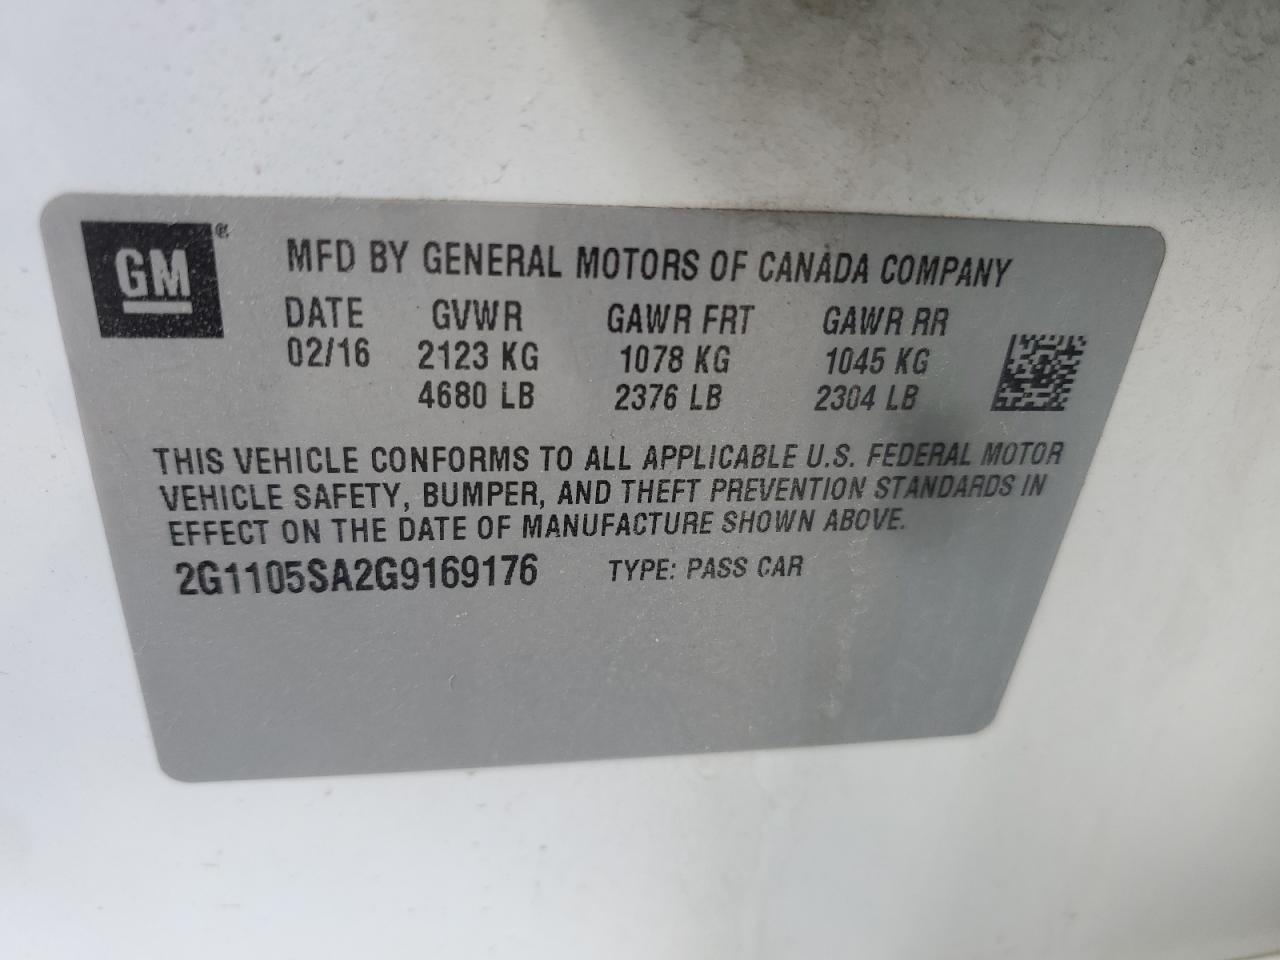 GM®
MFD BY GENERAL MOTORS OF CANADA COMPANY
DATE GVWR GAWR FRT GAWR RR
02/16 2123 KG 1078 KG 1045 KG
4680 LB 2376 LB 2304 LB
THIS VEHICLE CONFORMS TO ALL APPLICABLE U.S. FEDERAL MOTOR
VEHICLE SAFETY, BUMPER, AND THEFT PREVENTION STANDARDS IN
EFFECT ON THE DATE OF MANUFACTURE SHOWN ABOVE.
2G1105SA2G9169176 TYPE: PASS CAR